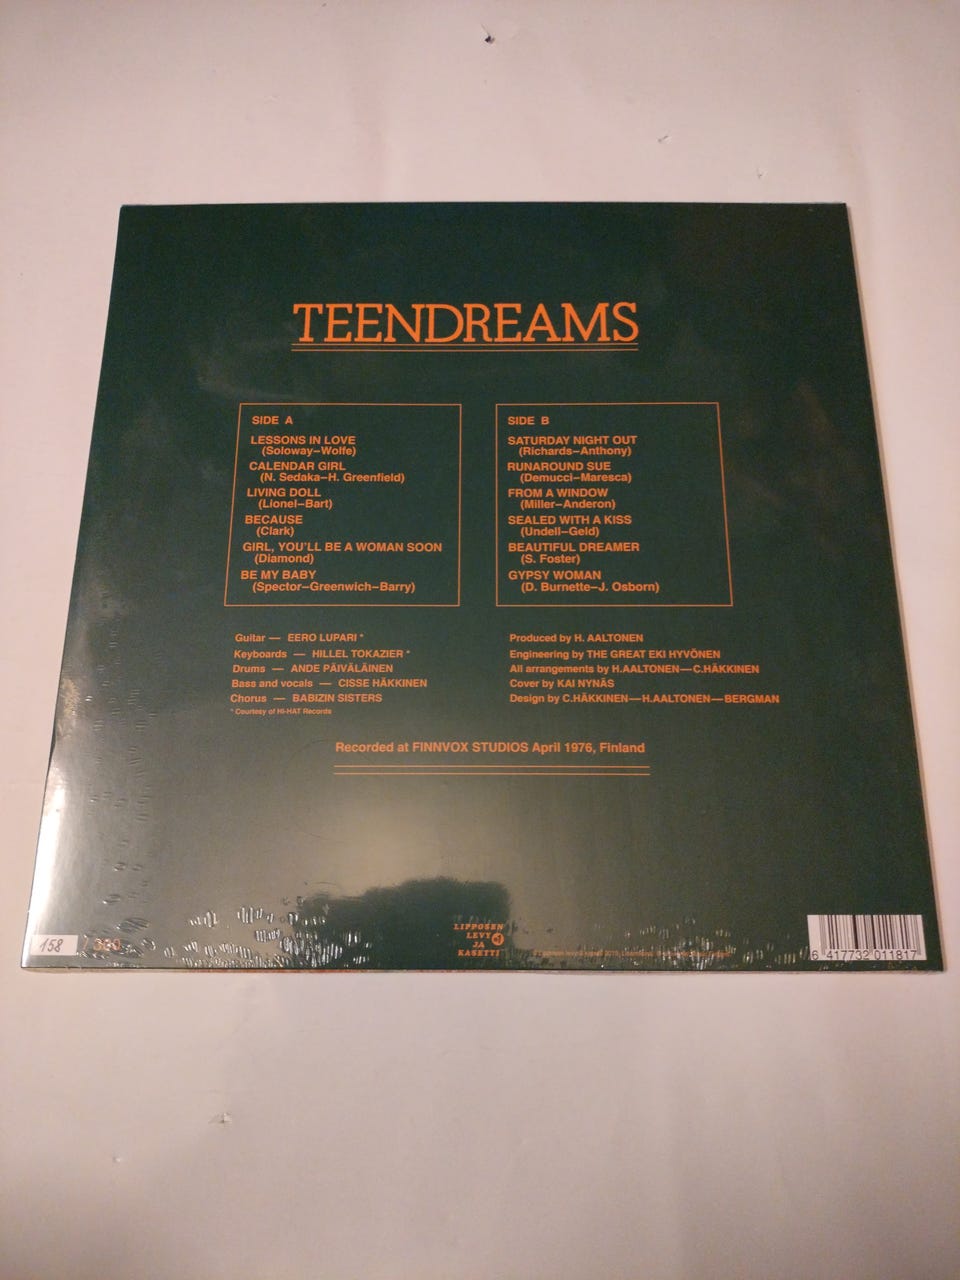 TEENDREAMS
SIDE A
LESSONS IN LOVE
(Soloway–Wolfe)
CALENDAR GIRL
(N. Sedaka–H. Greenfield)
LIVING DOLL
(Lionel–Bart)
BECAUSE
(Clark)
GIRL, YOU'LL BE A WOMAN SOON
(Diamond)
BE MY BABY
(Spector–Greenwich–Barry)
SIDE B
SATURDAY NIGHT OUT
(Richards–Anthony)
RUNAROUND SUE
(Demucci–Maresca)
FROM A WINDOW
(Miller–Anderon)
SEALED WITH A KISS
(Undell–Geld)
BEAUTIFUL DREAMER
(S. Foster)
GYPSY WOMAN
(D. Burnette–J. Osborn)
Guitar — EERO LUPARI *
Keyboards — HILLEL TOKAZIER *
Drums — ANDE PÄIVÄLÄINEN
Bass and vocals — CISSE HÄKKINEN
Chorus — BABIZIN SISTERS
* Courtesy of HI-HAT Records
Produced by H. AALTONEN
Engineering by THE GREAT EKI HYVÖNEN
All arrangements by H.AALTONEN—C.HÄKKINEN
Cover by KAI NYNÄS
Design by C.HÄKKINEN—H.AALTONEN—BERGMAN
Recorded at FINNVOX STUDIOS April 1976, Finland
158 / 300
LIPPOSEN
LEVY
JA
KASETTI
6 417732 011817